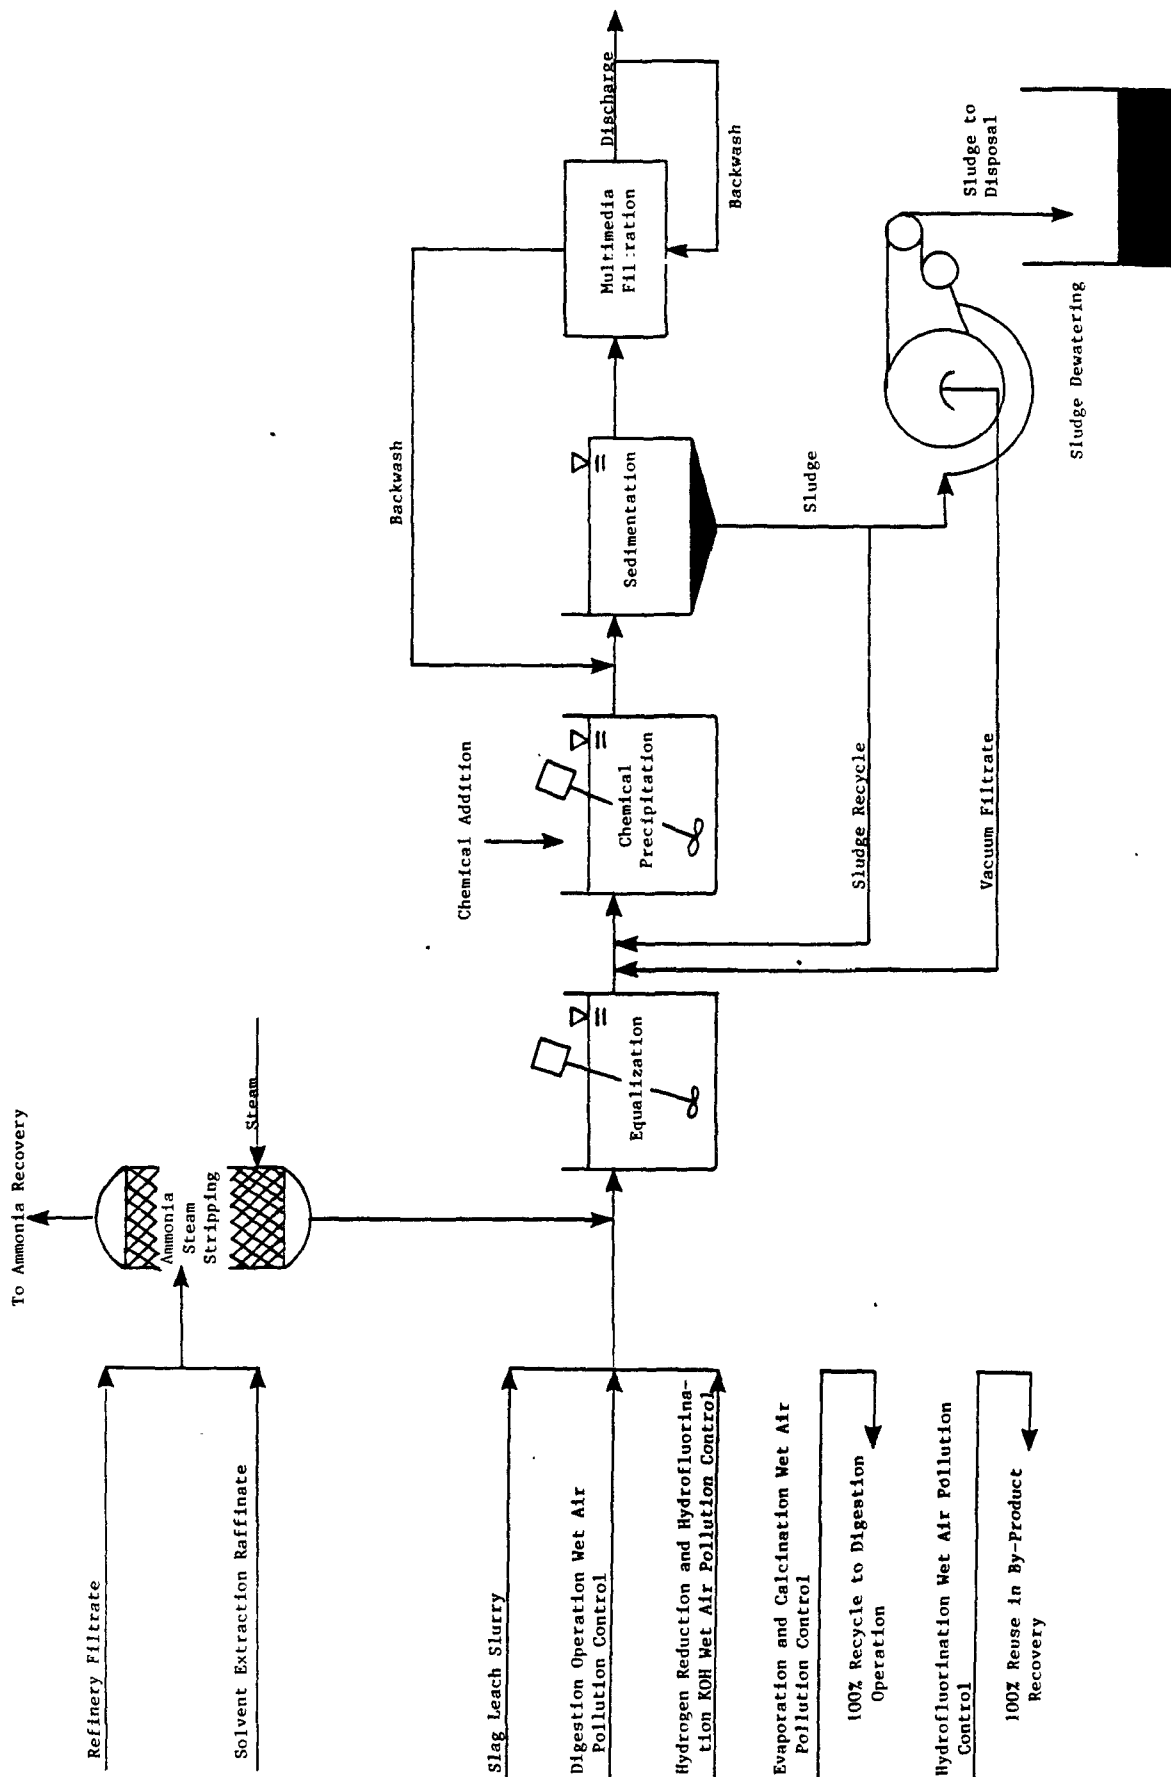 To Ammonia Recovery
Ammonia
Steam
Stripping
Steam
Refinery Filtrate
Solvent Extraction Raffinate
Slag Leach Slurry
Digestion Operation Wet Air
Pollution Control
Hydrogen Reduction and Hydrofluorina-
tion KOH Wet Air Pollution Control
Evaporation and Calcination Wet Air
Pollution Control
100% Recycle to Digestion
Operation
Hydrofluorination Wet Air Pollution
Control
100% Reuse in By-Product
Recovery
Equalization
Chemical Addition
Chemical
Precipitation
Backwash
Sedimentation
Multimedia
Filtration
Discharge
Backwash
Sludge
Sludge Recycle
Vacuum Filtrate
Sludge Dewatering
Sludge to
Disposal